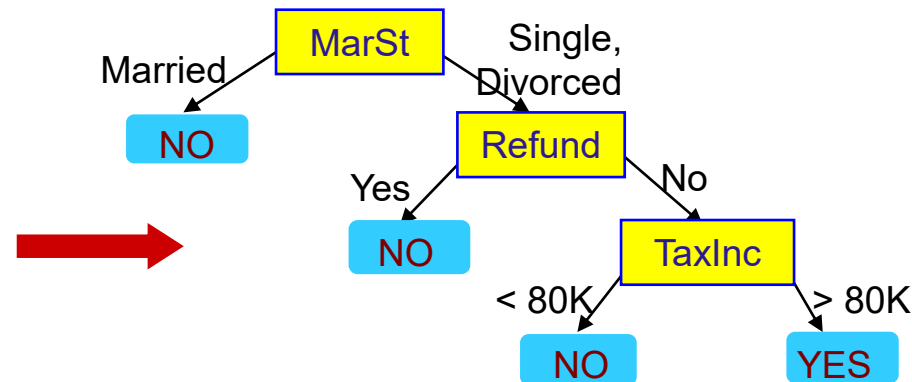 MarSt
Single,
Divorced
Married
NO
Refund
Yes
No
NO
TaxInc
< 80K
> 80K
NO
YES